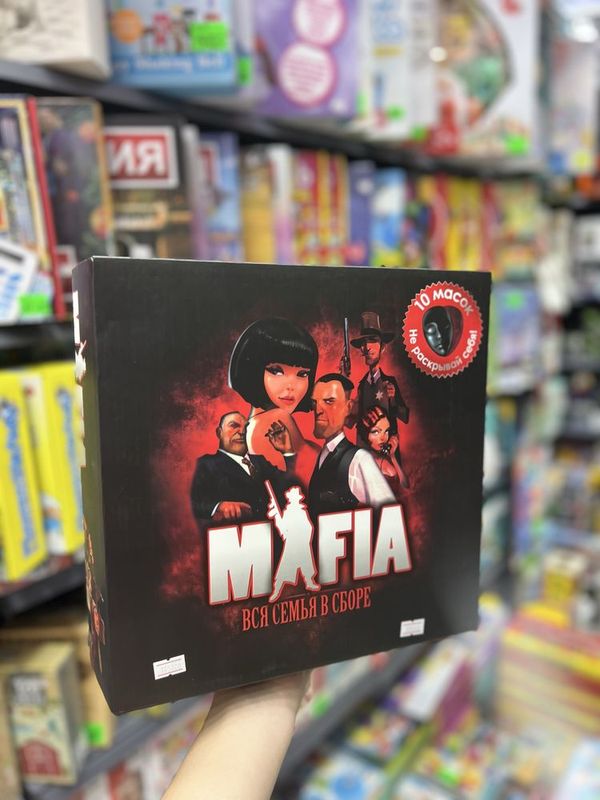 10 масок
Не раскрывай себя!
MAFIA
ВСЯ СЕМЬЯ В СБОРЕ